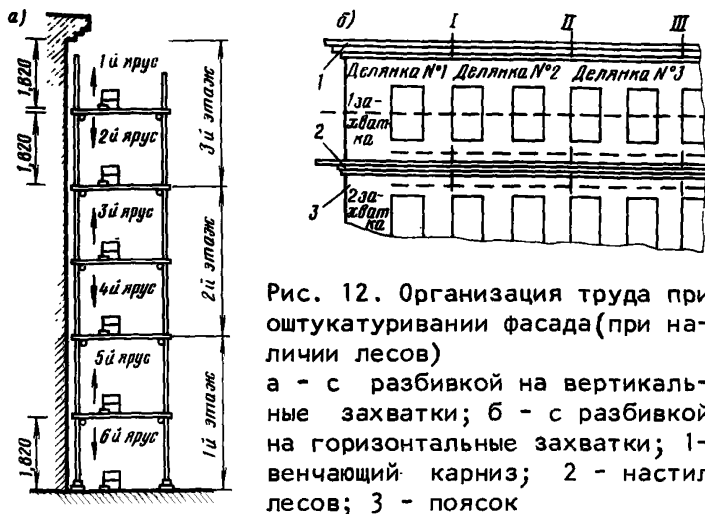 а)
1,820
1,820
1,820
1й ярус
2й ярус
3й ярус
4й ярус
5й ярус
6й ярус
3й этаж
2й этаж
1й этаж
б)
I
II
III
1
2
3
Делянка №1 Делянка №2 Делянка №3
1 за-
хват-
ка
2 за-
хват-
ка
Рис. 12. Организация труда при
оштукатуривании фасада(при на-
личии лесов)
а - с разбивкой на вертикаль-
ные захватки; б - с разбивкой
на горизонтальные захватки; 1-
венчающий карниз; 2 - настил
лесов; 3 - поясок